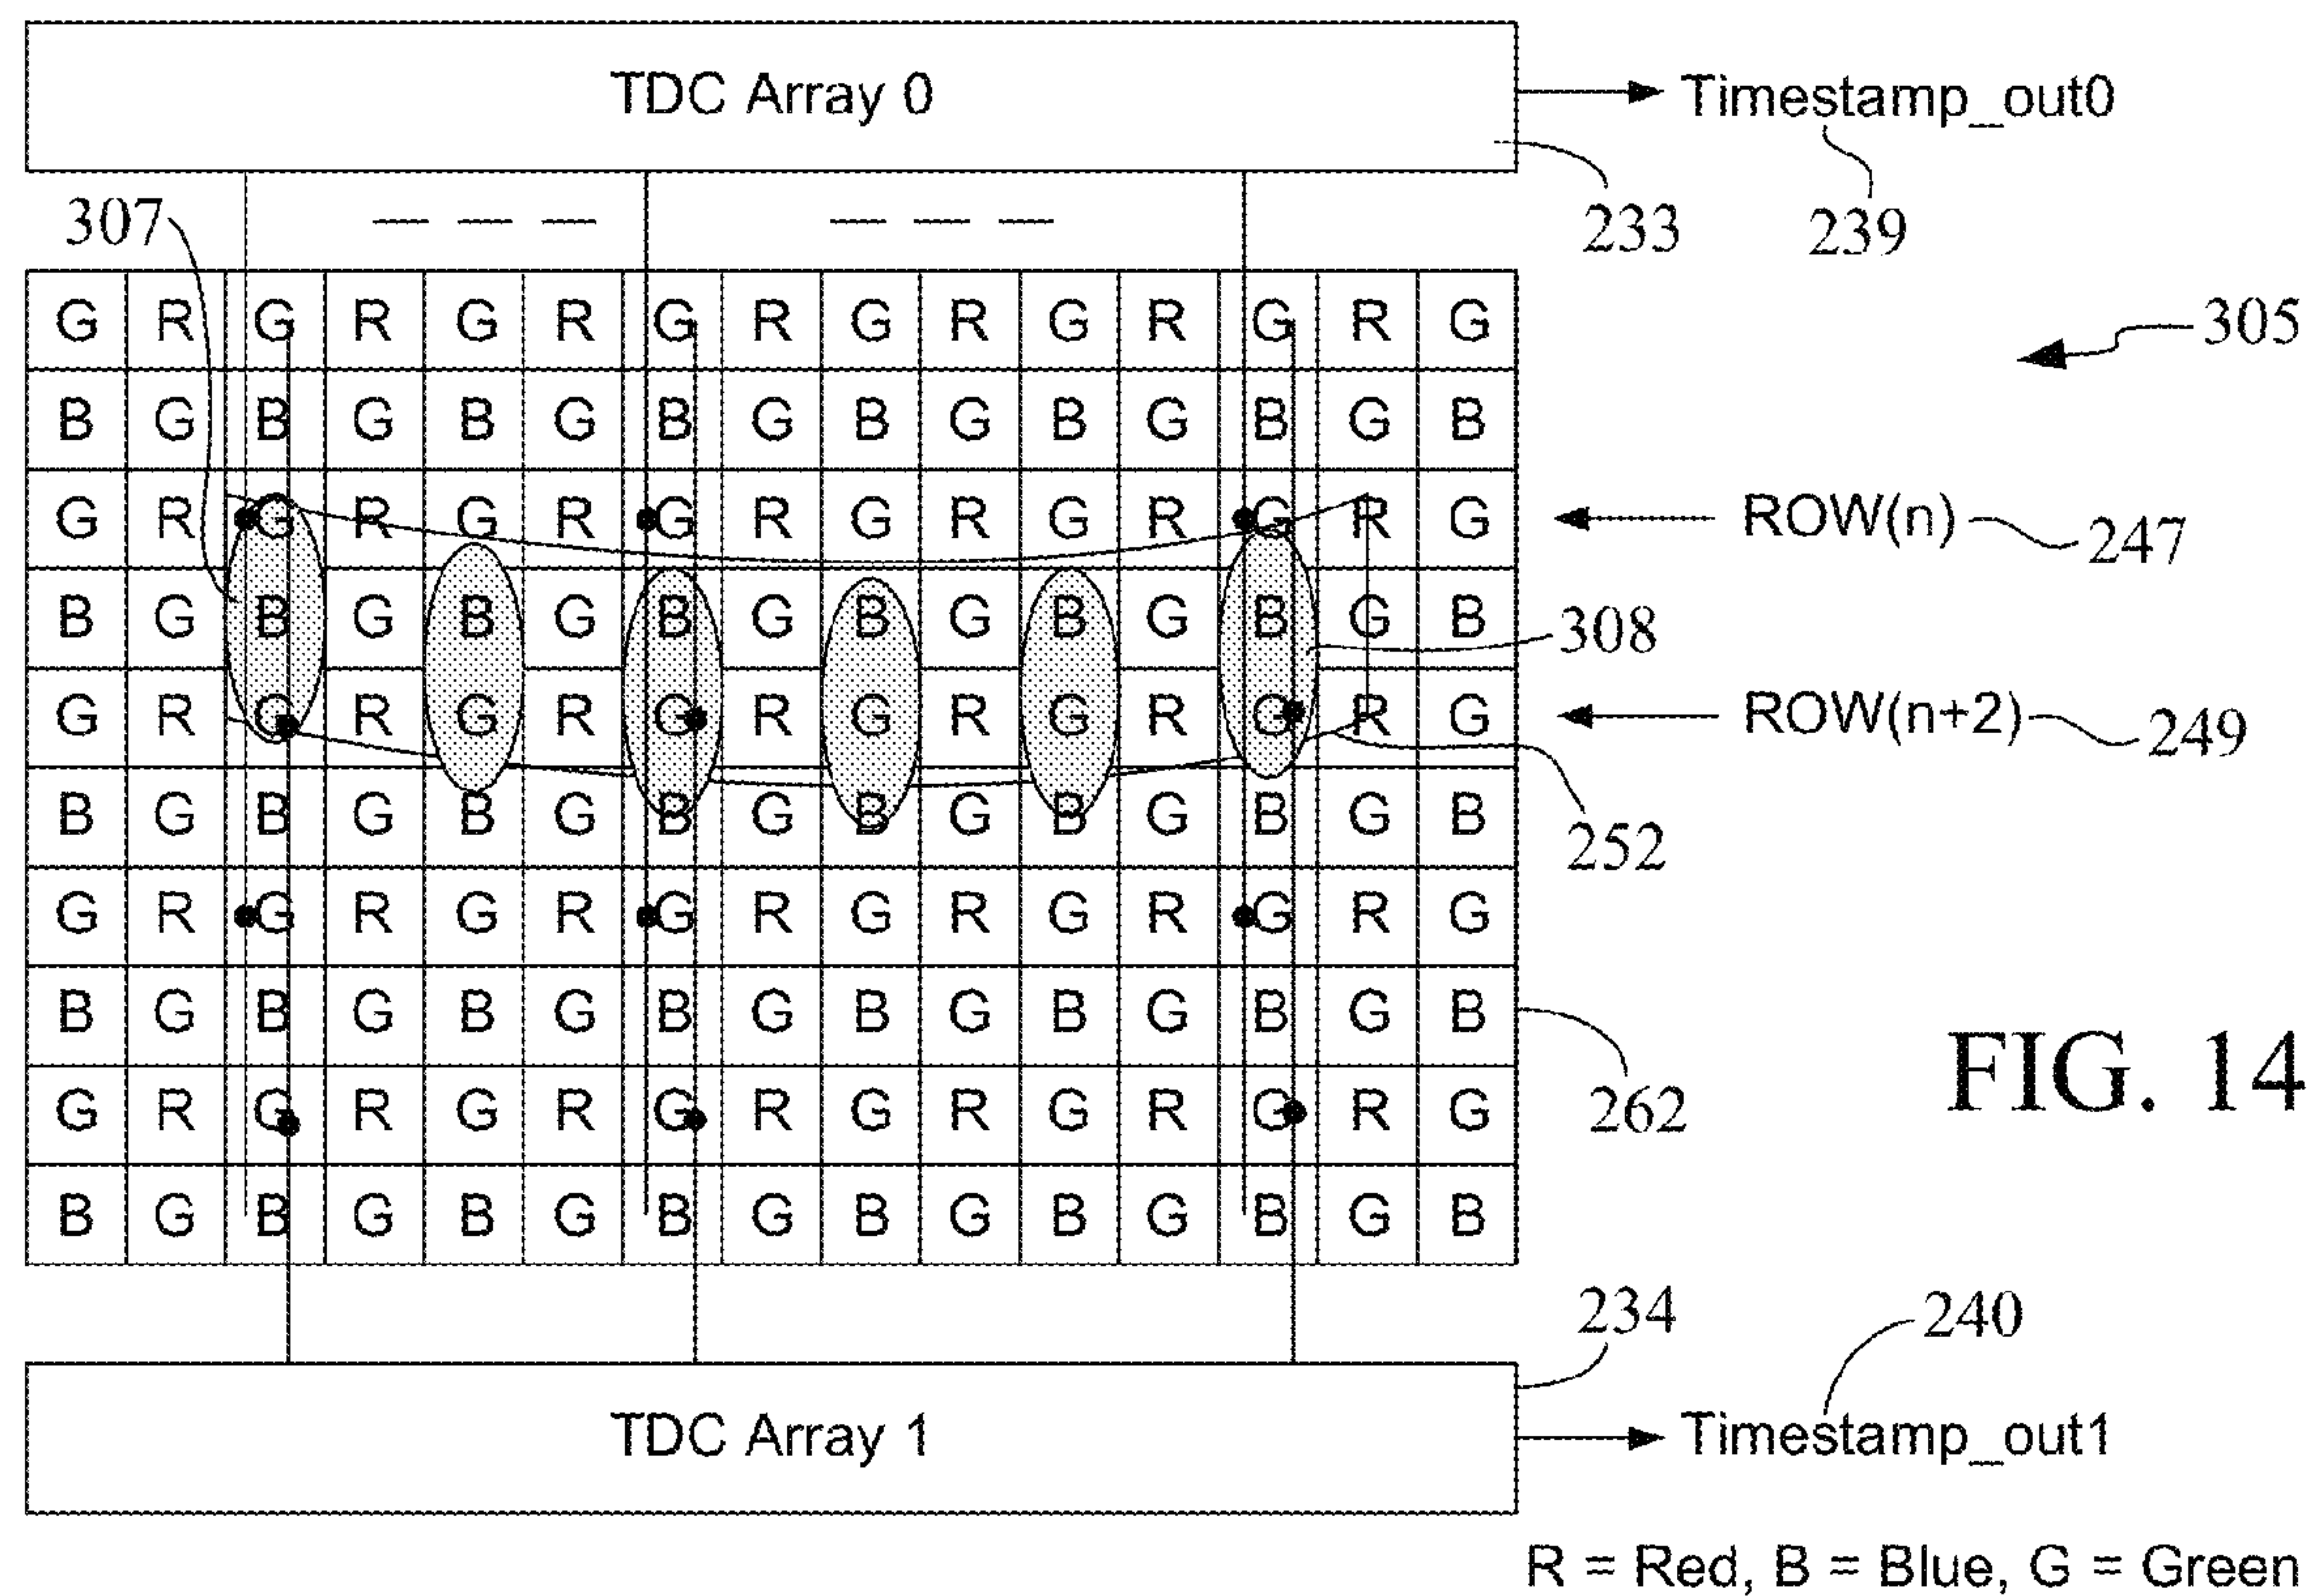 TDC Array 0 Timestamp_out0
307 233 239
G R G R G R G R G R G R G R G
305
B G B G B G B G B G B G B G B
G R G R G R G R G R G R G R G ROW(n) 247
B G B G B G B G B G B G B G B 308
G R G R G R G R G R G R G R G ROW(n+2) 249
B G B G B G B G B G B G B G B 252
G R G R G R G R G R G R G R G
B G B G B G B G B G B G B G B
G R G R G R G R G R G R G R G 262
FIG. 14
B G B G B G B G B G B G B G B
234 240
TDC Array 1 Timestamp_out1
R = Red, B = Blue, G = Green